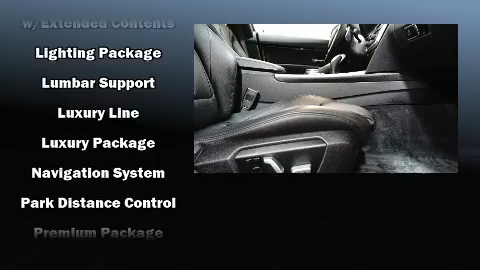 w/Extended Contents
Lighting Package
Lumbar Support
Luxury Line
Luxury Package
Navigation System
Park Distance Control
Premium Package